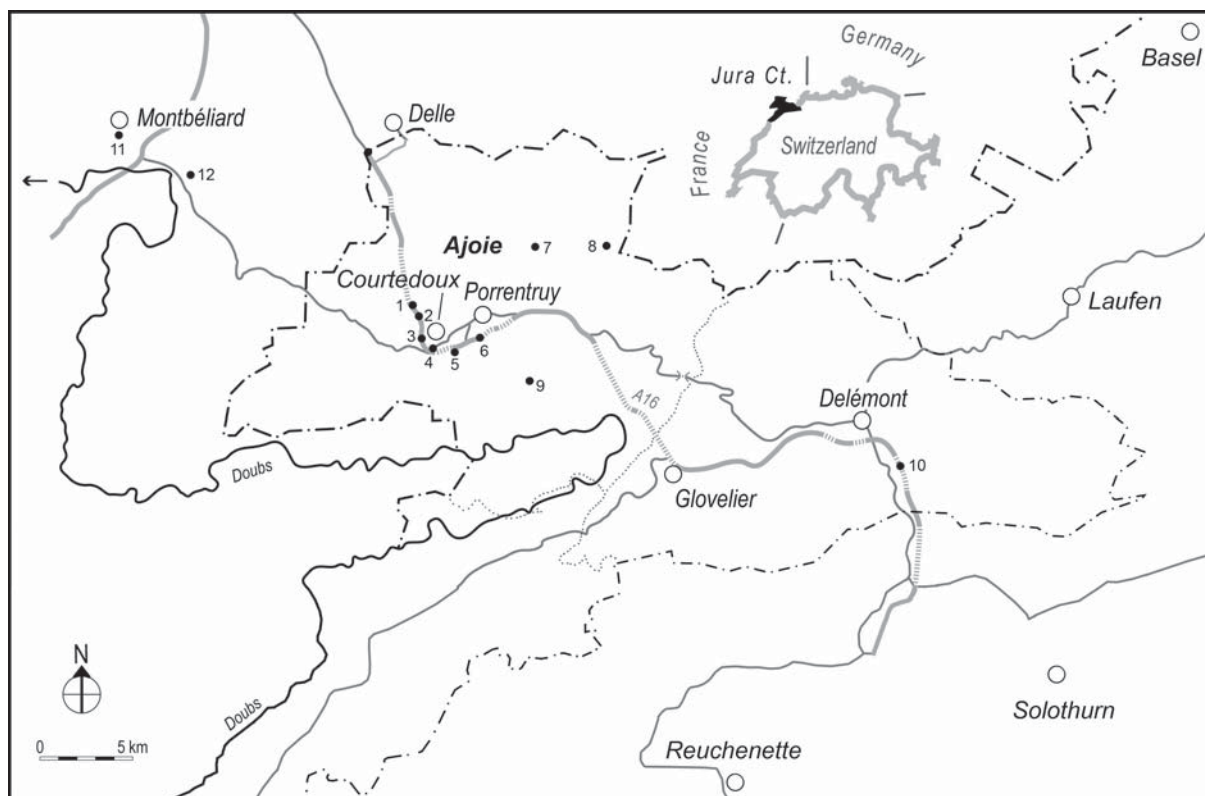 Germany
Basel
Jura Ct.
Montbéliard
11
Delle
France
Switzerland
12
Ajoie
7
8
Courtedoux
Porrentruy
1
2
3
4
5
6
Laufen
9
A16
Delémont
Doubs
10
Glovelier
N
Doubs
Solothurn
0 5 km
Reuchenette